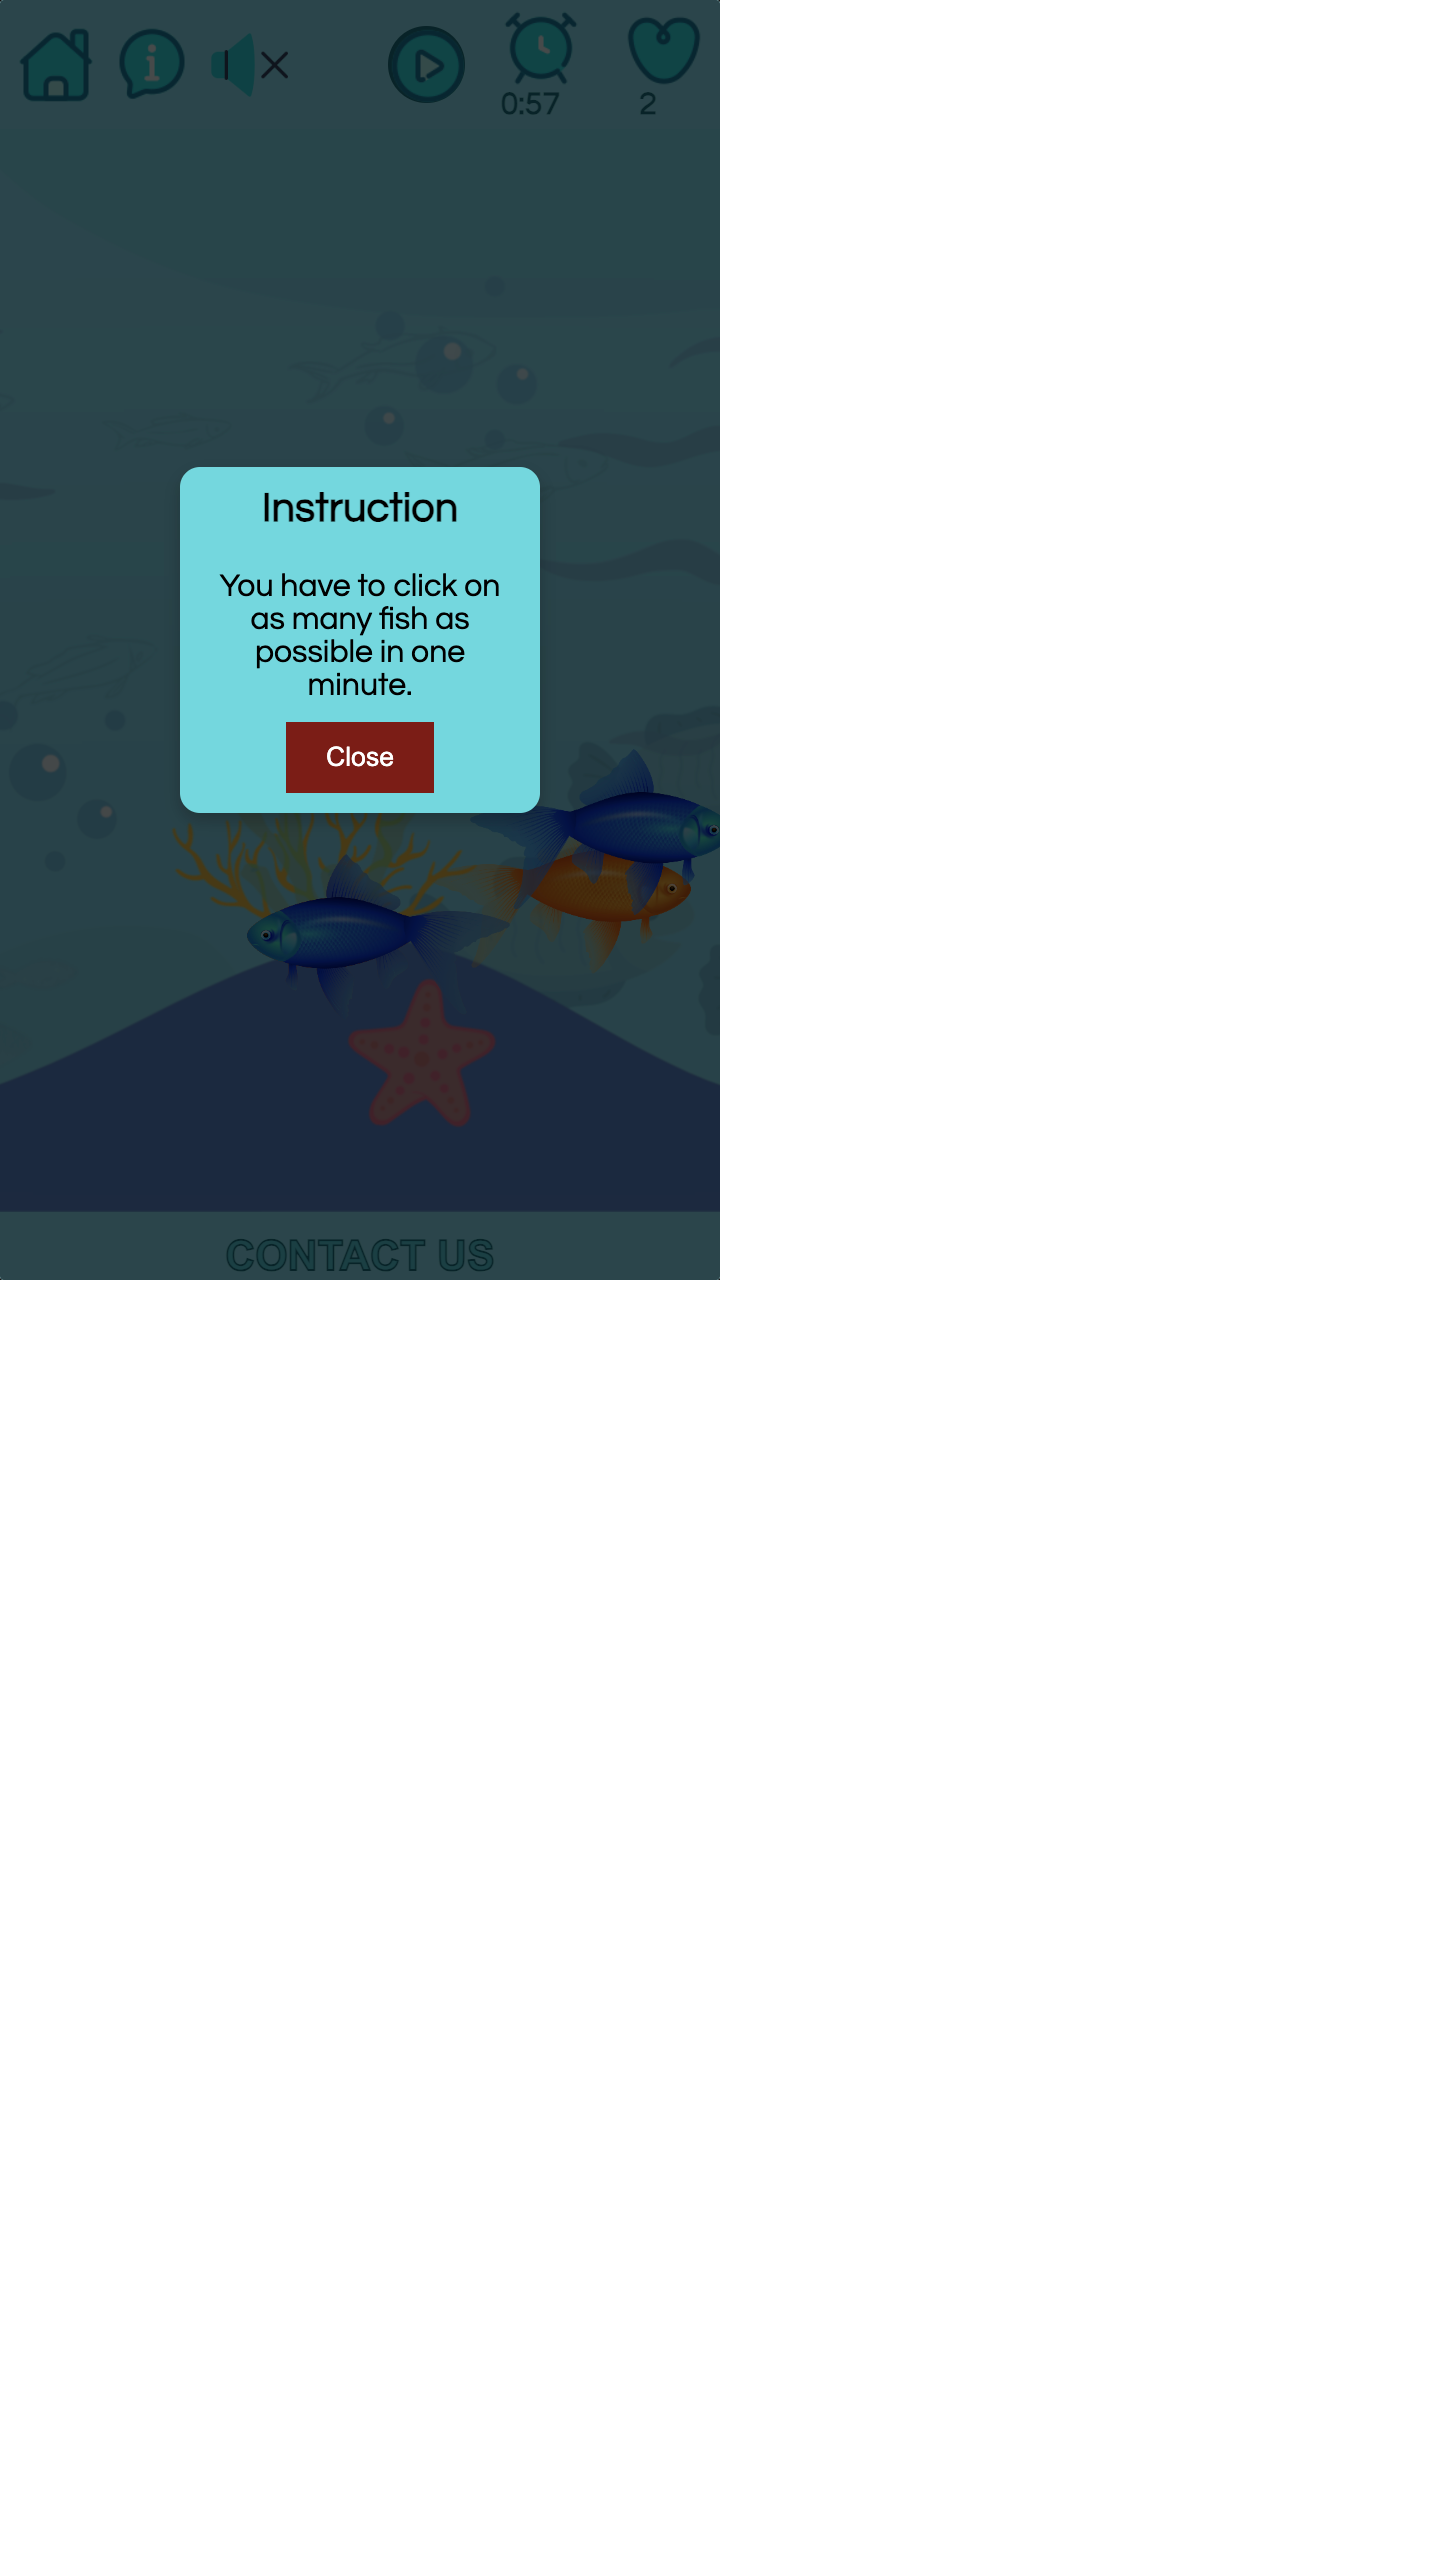 0:57
2
Instruction
You have to click on
as many fish as
possible in one
minute.
Close
CONTACT US